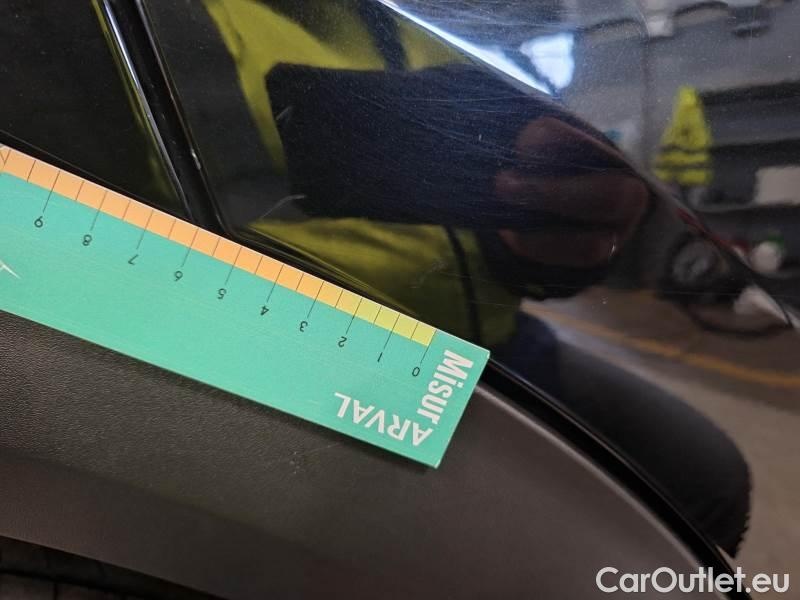 9 8 7 6 5 4 3 2 1 0
Misur
ARVAL
CarOutlet.eu